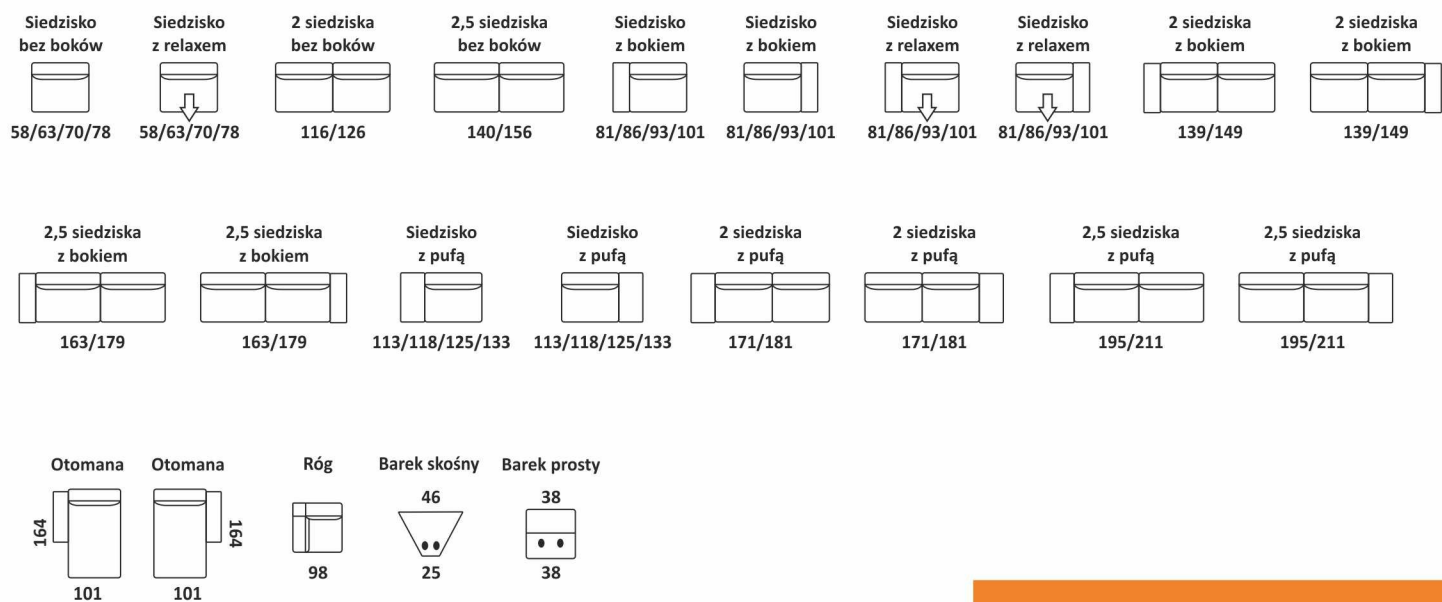 Siedzisko
bez boków
58/63/70/78
Siedzisko
z relaxem
58/63/70/78
2 siedziska
bez boków
116/126
2,5 siedziska
bez boków
140/156
Siedzisko
z bokiem
81/86/93/101
Siedzisko
z bokiem
81/86/93/101
Siedzisko
z relaxem
81/86/93/101
Siedzisko
z relaxem
81/86/93/101
2 siedziska
z bokiem
139/149
2 siedziska
z bokiem
139/149
2,5 siedziska
z bokiem
163/179
2,5 siedziska
z bokiem
163/179
Siedzisko
z pufą
113/118/125/133
Siedzisko
z pufą
113/118/125/133
2 siedziska
z pufą
171/181
2 siedziska
z pufą
171/181
2,5 siedziska
z pufą
195/211
2,5 siedziska
z pufą
195/211
Otomana
164
101
Otomana
164
101
Róg
98
Barek skośny
46
25
Barek prosty
38
38